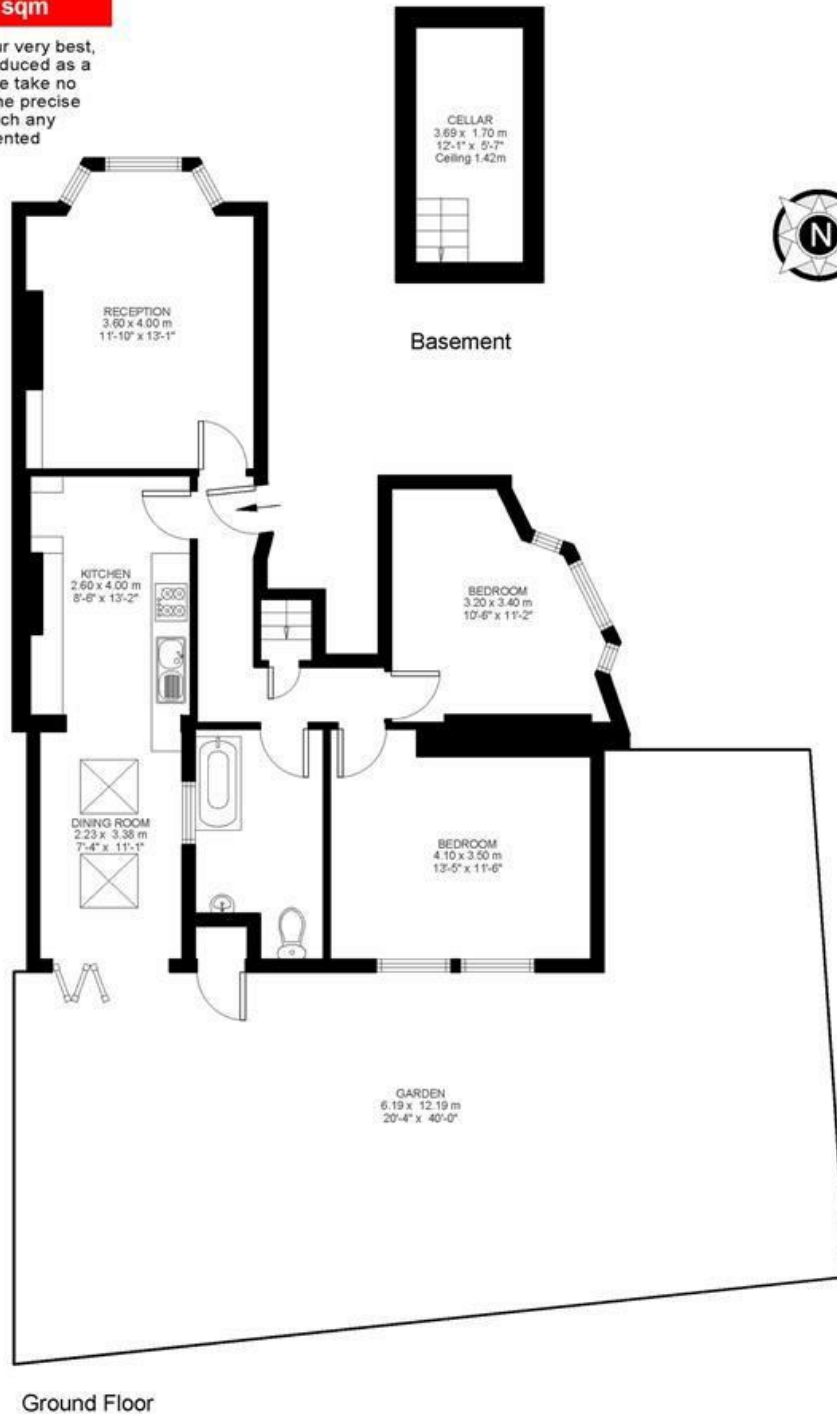 sqm
ur very best,
duced as a
e take no
he precise
ch any
ented
CELLAR
3.69 x 1.70 m
12'-1" x 5'-7"
Ceiling 1.42m
N
Basement
RECEPTION
3.60 x 4.00 m
11'-10" x 13'-1"
KITCHEN
2.60 x 4.00 m
8'-6" x 13'-2"
BEDROOM
3.20 x 3.40 m
10'-6" x 11'-2"
DINING ROOM
2.23 x 3.38 m
7'-4" x 11'-1"
BEDROOM
4.10 x 3.50 m
13'-5" x 11'-6"
GARDEN
6.19 x 12.19 m
20'-4" x 40'-0"
Ground Floor